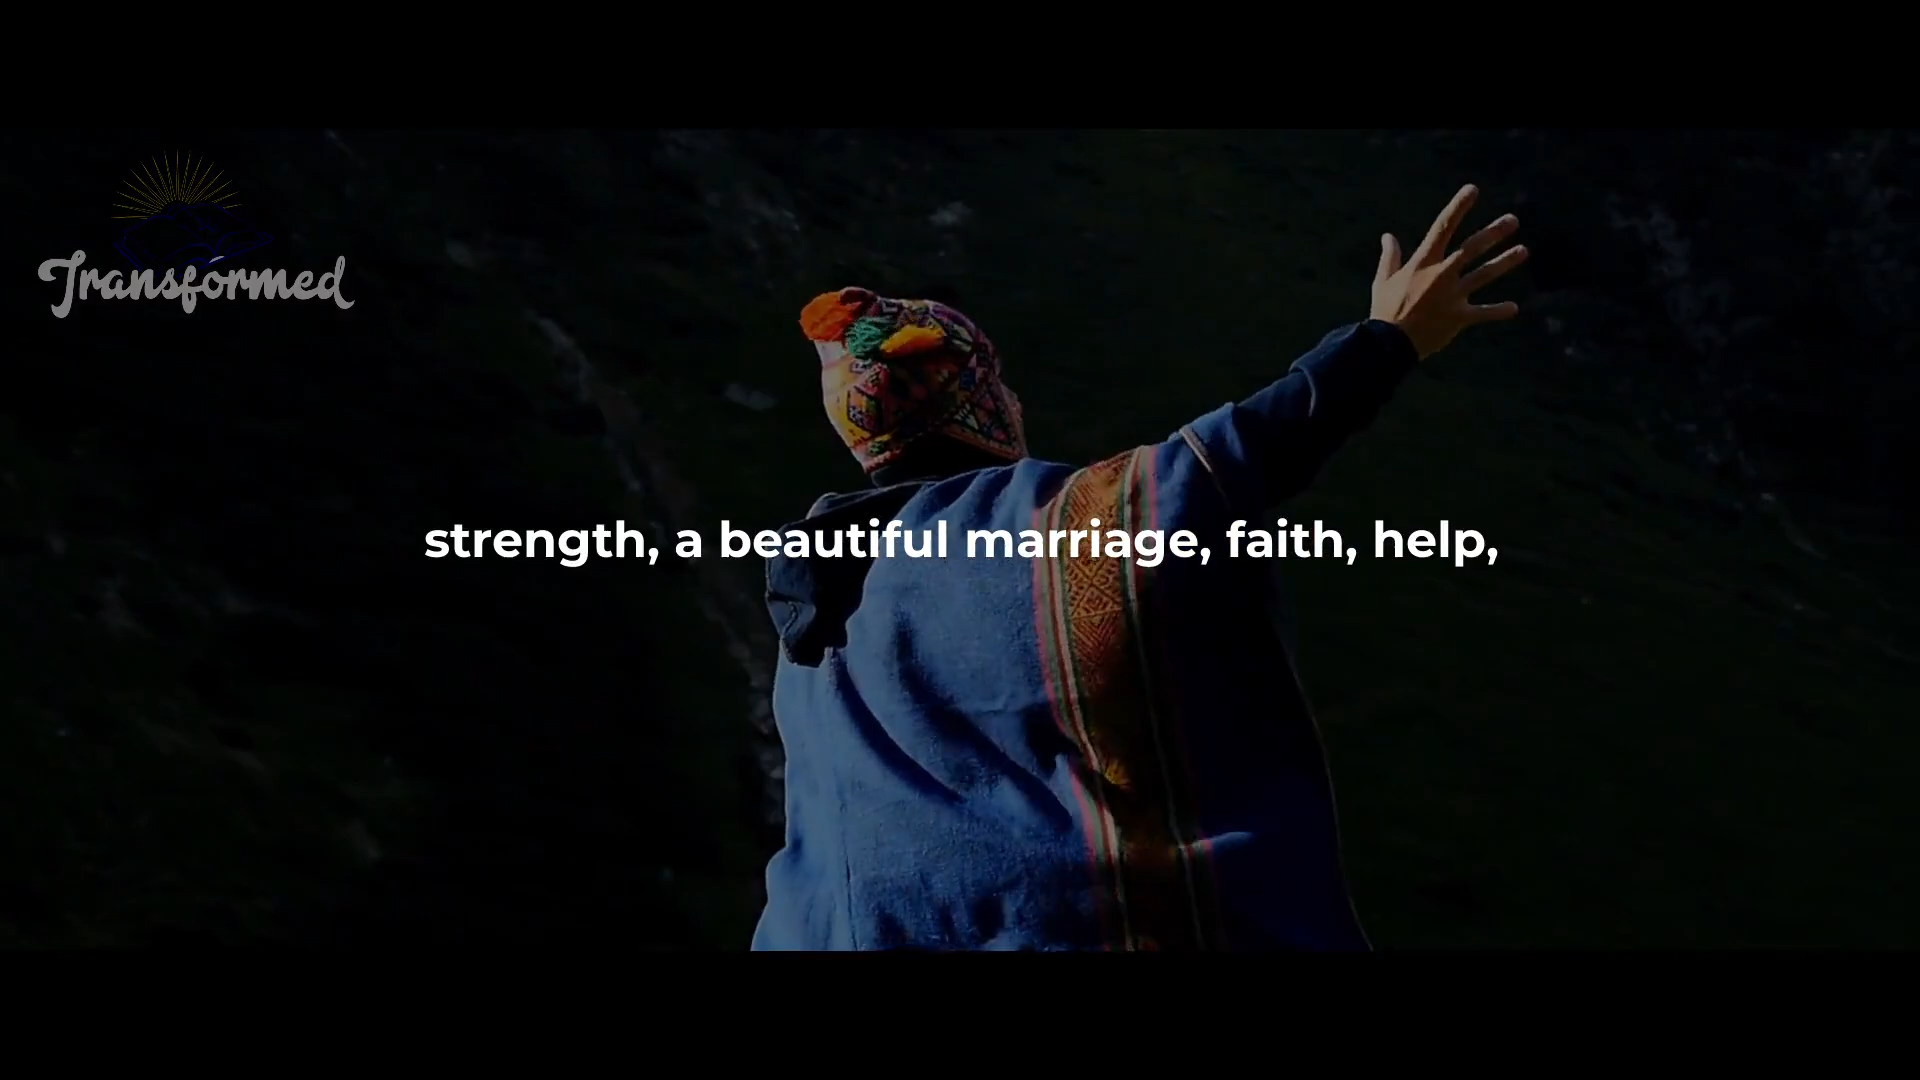 Transformed
strength, a beautiful marriage, faith, help,